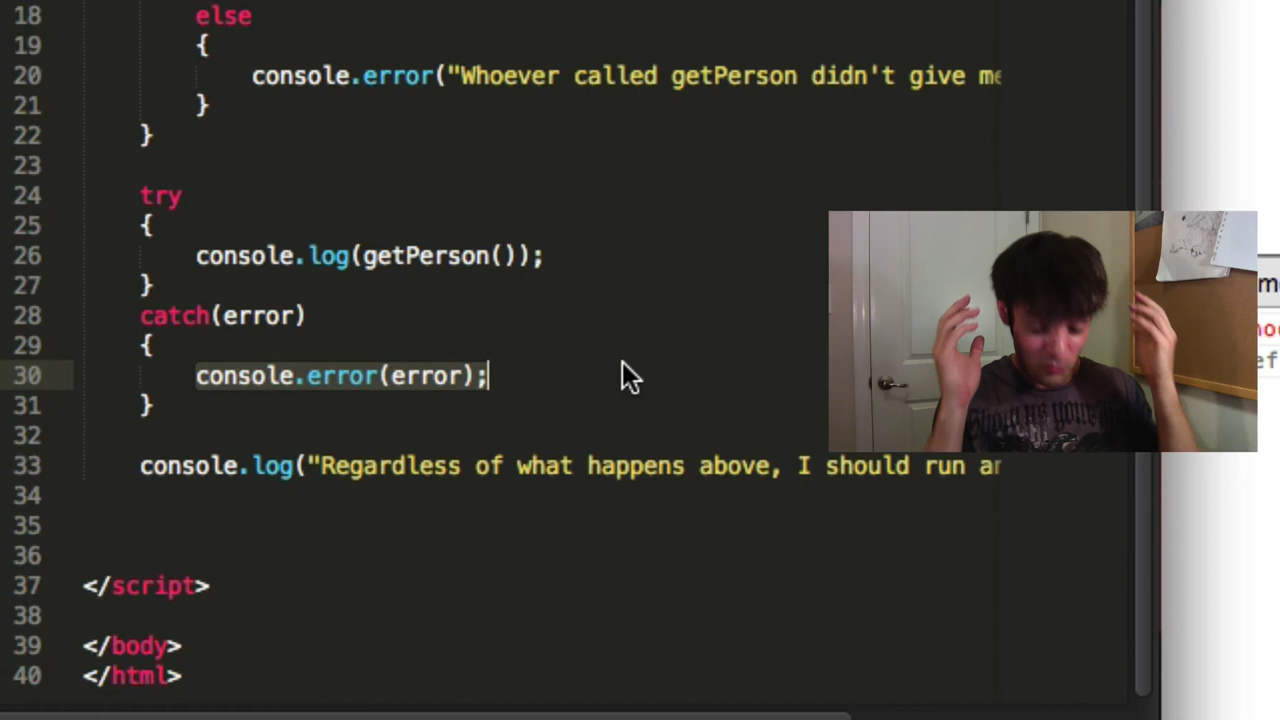 18 else
19 {
20 console.error("Whoever called getPerson didn't give me
21 }
22 }
23
24 try
25 {
26 console.log(getPerson());
27 }
28 catch(error)
29 {
30 console.error(error);
31 }
32
33 console.log("Regardless of what happens above, I should run
34
35
36
37 </script>
38
39 </body>
40 </html>